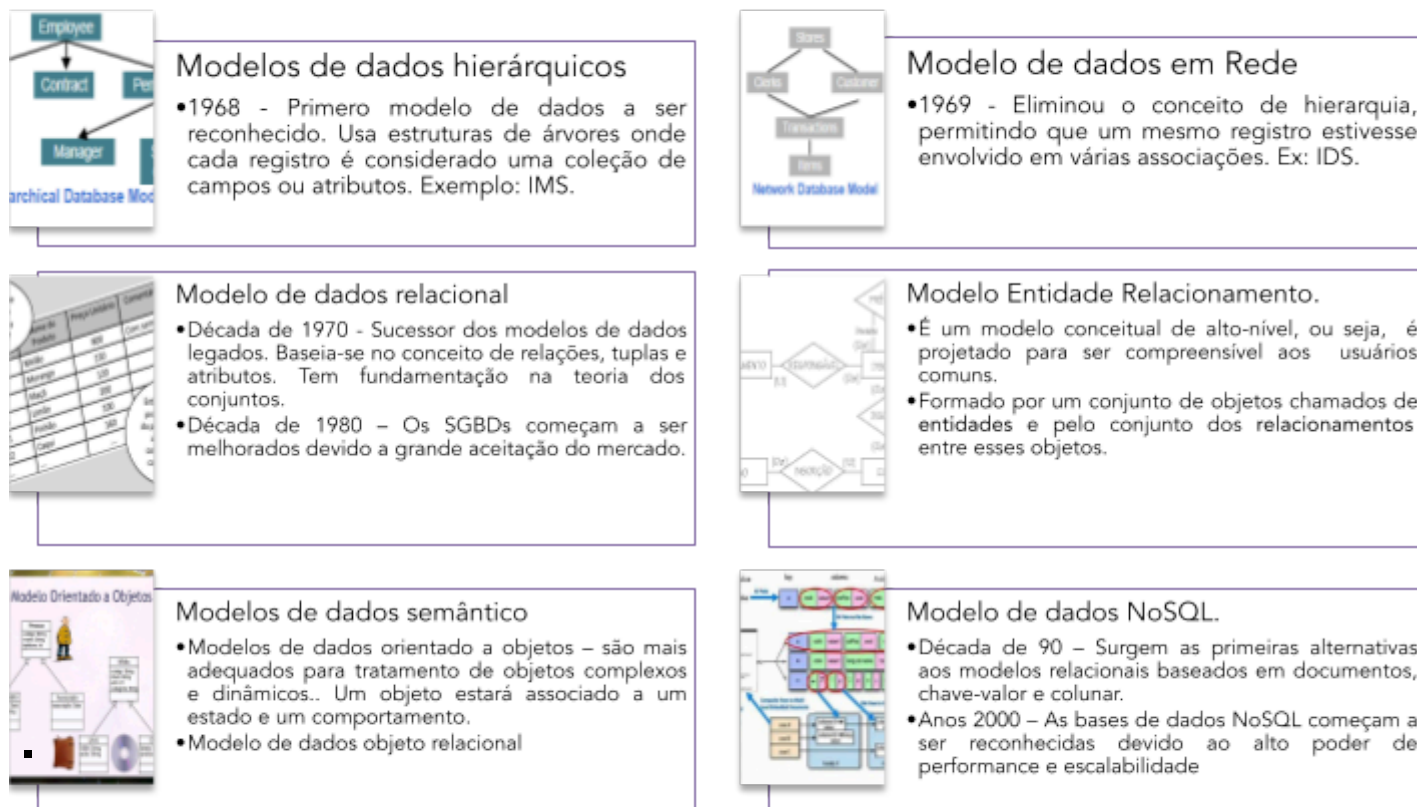 Employee
Contract
Manager
Modelos de dados hierárquicos
•1968 - Primero modelo de dados a ser
reconhecido. Usa estruturas de árvores onde
cada registro é considerado uma coleção de
campos ou atributos. Exemplo: IMS.
Stores
Customer
Transactions
Items
Network Database Model
Modelo de dados em Rede
•1969 - Eliminou o conceito de hierarquia,
permitindo que um mesmo registro estivesse
envolvido em várias associações. Ex: IDS.
Modelo de dados relacional
•Década de 1970 - Sucessor dos modelos de dados
legados. Baseia-se no conceito de relações, tuplas e
atributos. Tem fundamentação na teoria dos
conjuntos.
•Década de 1980 – Os SGBDs começam a ser
melhorados devido a grande aceitação do mercado.
Modelo Entidade Relacionamento.
•É um modelo conceitual de alto-nível, ou seja, é
projetado para ser compreensível aos usuários
comuns.
•Formado por um conjunto de objetos chamados de
entidades e pelo conjunto dos relacionamentos
entre esses objetos.
Modelo Orientado a Objetos
Modelos de dados semântico
•Modelos de dados orientado a objetos – são mais
adequados para tratamento de objetos complexos
e dinâmicos.. Um objeto estará associado a um
estado e um comportamento.
•Modelo de dados objeto relacional
Modelo de dados NoSQL.
•Década de 90 – Surgem as primeiras alternativas
aos modelos relacionais baseados em documentos,
chave-valor e colunar.
•Anos 2000 – As bases de dados NoSQL começam a
ser reconhecidas devido ao alto poder de
performance e escalabilidade